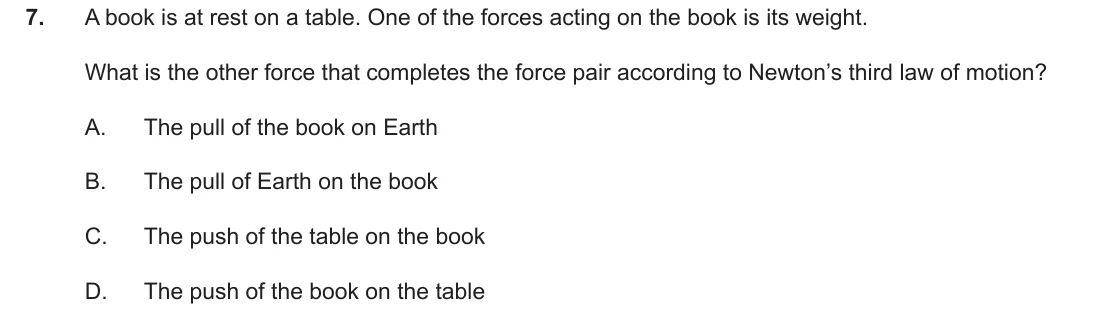 7. A book is at rest on a table. One of the forces acting on the book is its weight.
What is the other force that completes the force pair according to Newton’s third law of motion?
A. The pull of the book on Earth
B. The pull of Earth on the book
C. The push of the table on the book
D. The push of the book on the table